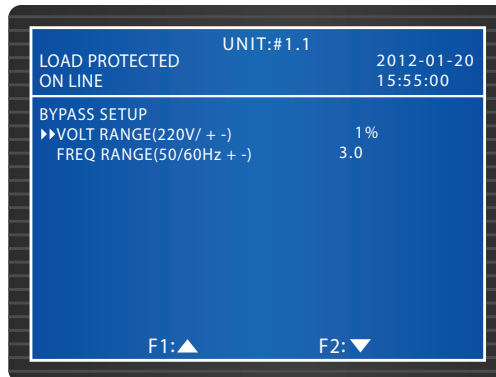 UNIT:#1.1
LOAD PROTECTED 2012-01-20
ON LINE 15:55:00
BYPASS SETUP
VOLT RANGE(220V/ + -) 1%
FREQ RANGE(50/60Hz + -) 3.0
F1: F2: